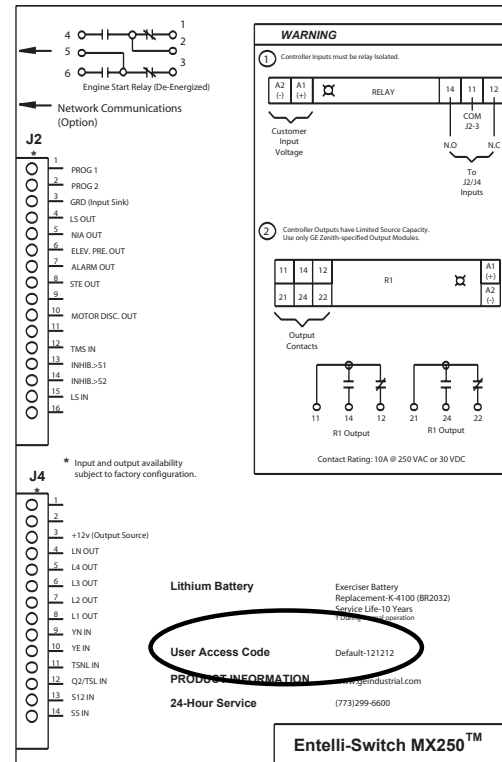 1
4
2
5
3
6
Engine Start Relay (De-Energized)
Network Communications
(Option)
J2
*
1 PROG 1
2 PROG 2
3 GRD (Input Sink)
4 LS OUT
5 NIA OUT
6 ELEV. PRE. OUT
7 ALARM OUT
8 STE OUT
9
10 MOTOR DISC. OUT
11
12 TMS IN
13 INHIB.>S1
14 INHIB.>S2
15 LS IN
16
* Input and output availability
subject to factory configuration.
J4
*
1
2
3 +12v (Output Source)
4 LN OUT
5 L4 OUT
6 L3 OUT
7 L2 OUT
8 L1 OUT
9 YN IN
10 YE IN
11 TSNL IN
12 Q2/TSL IN
13 S12 IN
14 S5 IN
WARNING
1 Controller Inputs must be relay Isolated.
A2 (-) A1 (+) RELAY 14 11 12
COM
J2-3
Customer
Input
Voltage
N.O N.C
To
J2/J4
Inputs
2 Controller Outputs have Limited Source Capacity.
Use only GE Zenith-specified Output Modules.
11 14 12 R1 A1 (+)
21 24 22 A2 (-)
Output
Contacts
11 14 12 21 24 22
R1 Output R1 Output
Contact Rating: 10A @ 250 VAC or 30 VDC
Lithium Battery Exerciser Battery
Replacement-K-4100 (BR2032)
Service Life-10 Years
operation
User Access Code Default-121212
PRODUCT INFORMATION www.geindustrial.com
24-Hour Service (773)299-6600
Entelli-Switch MX250™